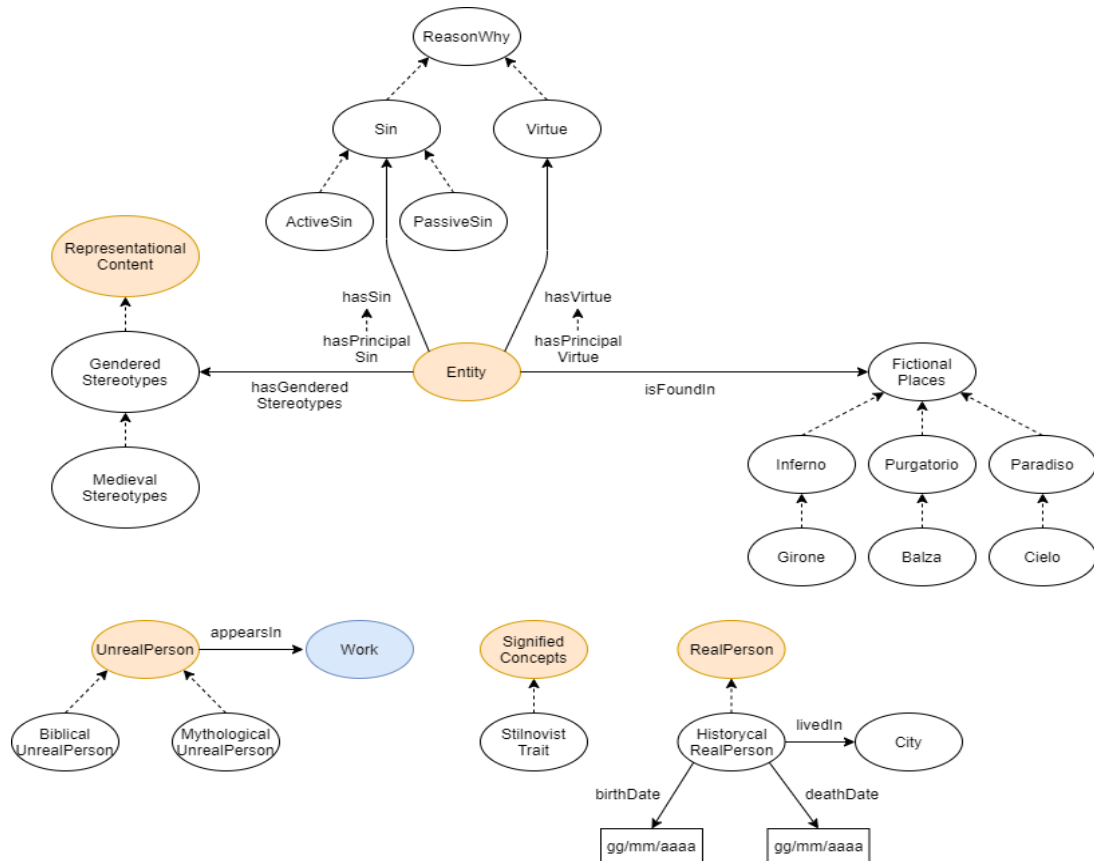 ReasonWhy
Sin
Virtue
ActiveSin
PassiveSin
Representational
Content
hasSin
hasVirtue
hasPrincipal
Sin
hasPrincipal
Virtue
Gendered
Stereotypes
Entity
Fictional
Places
hasGendered
Stereotypes
isFoundIn
Medieval
Stereotypes
Inferno
Purgatorio
Paradiso
Girone
Balza
Cielo
UnrealPerson
appearsIn
Work
Signified
Concepts
RealPerson
Biblical
UnrealPerson
Mythological
UnrealPerson
Stilnovist
Trait
Historycal
RealPerson
livedIn
City
birthDate
deathDate
gg/mm/aaaa
gg/mm/aaaa